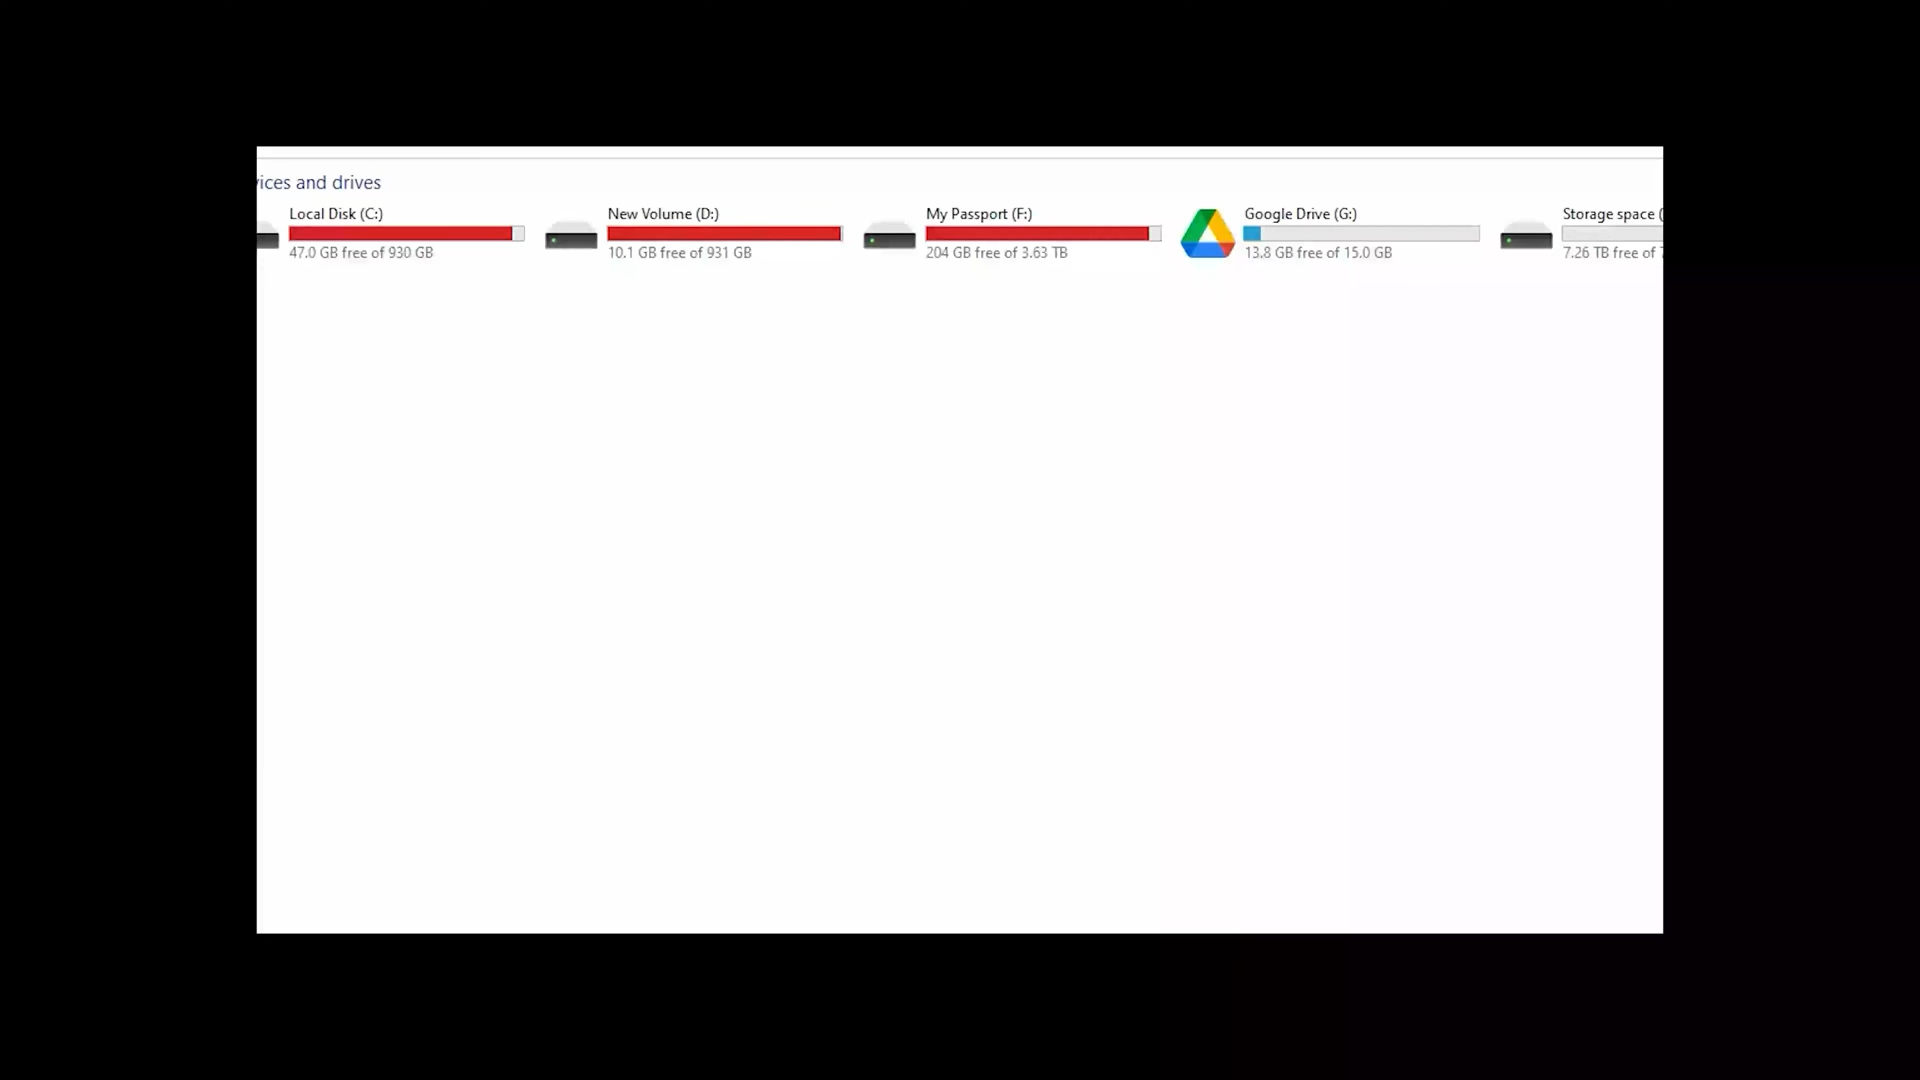 vices and drives
Local Disk (C:)
47.0 GB free of 930 GB
New Volume (D:)
10.1 GB free of 931 GB
My Passport (F:)
204 GB free of 3.63 TB
Google Drive (G:)
13.8 GB free of 15.0 GB
Storage space (
7.26 TB free of